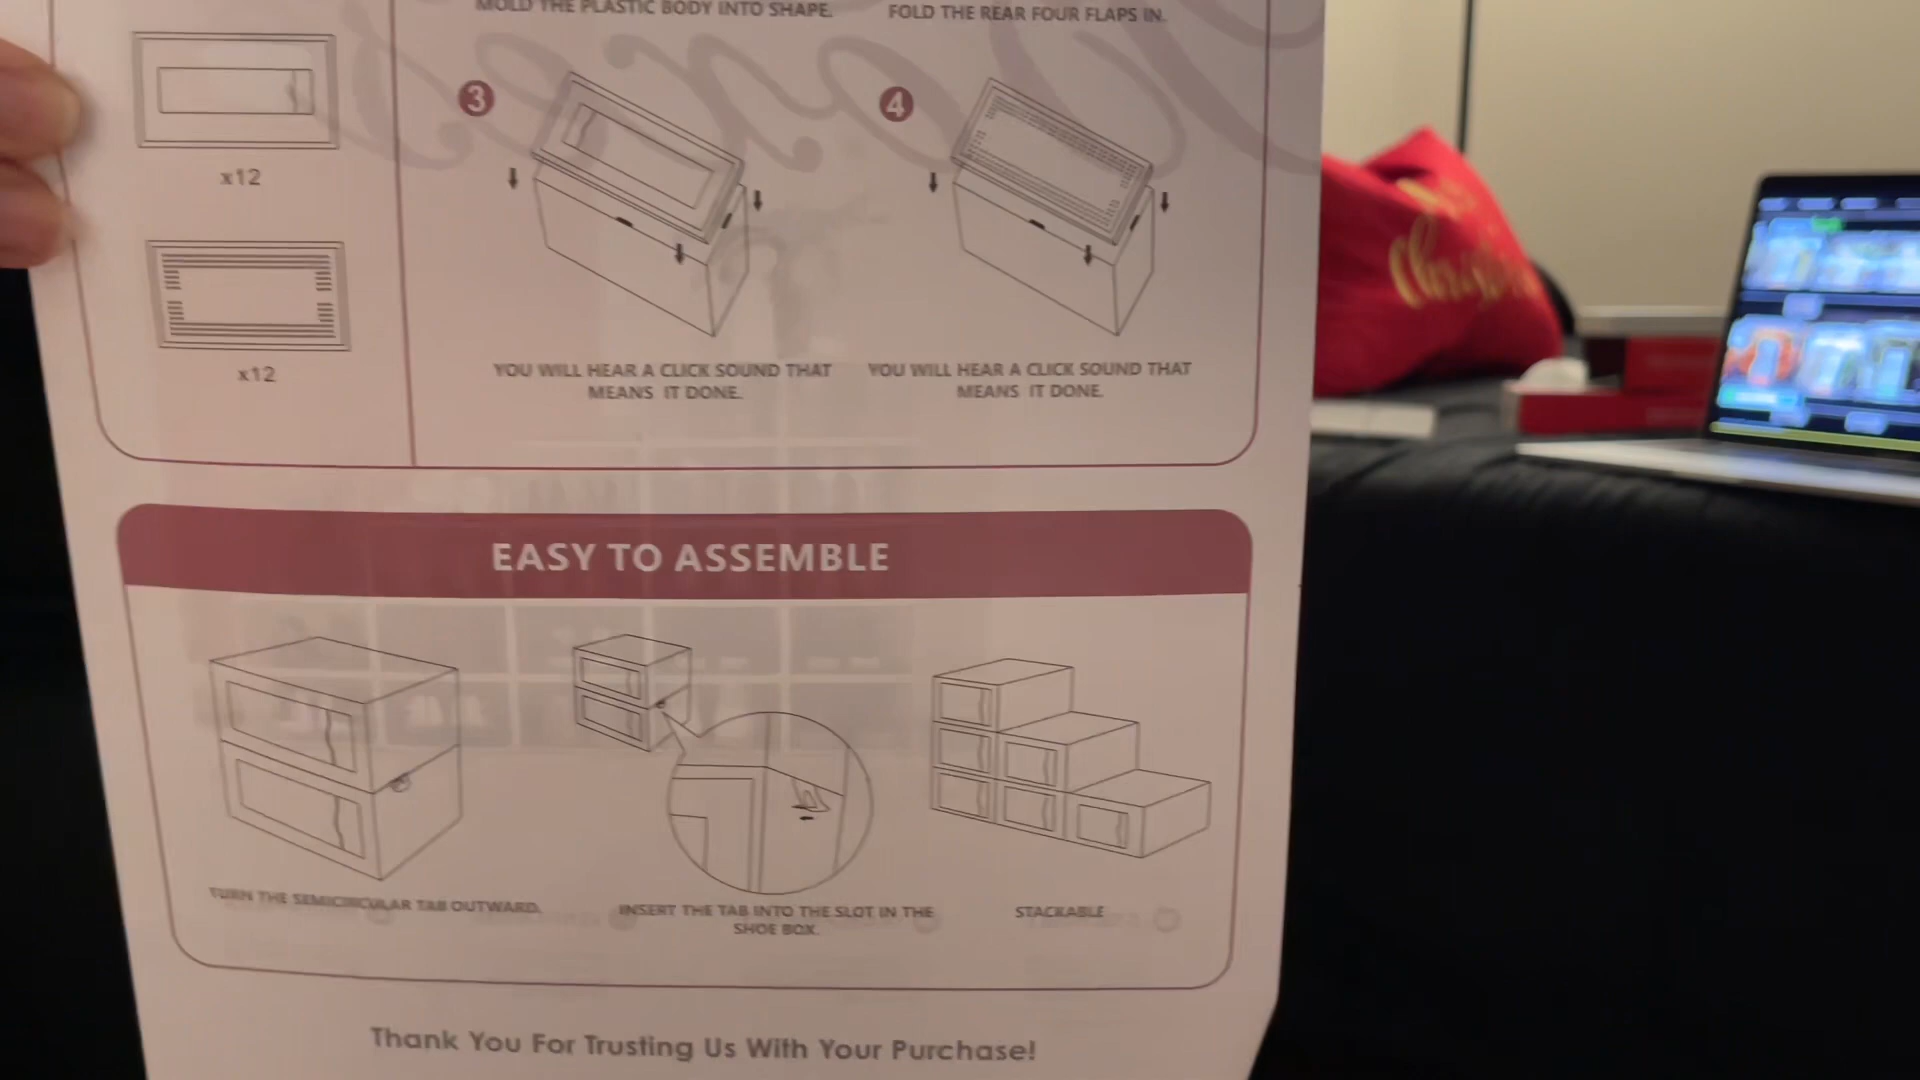 MOLD THE PLASTIC BODY INTO SHAPE.
FOLD THE REAR FOUR FLAPS IN.
x12
x12
3
4
YOU WILL HEAR A CLICK SOUND THAT
MEANS IT DONE.
YOU WILL HEAR A CLICK SOUND THAT
MEANS IT DONE.
EASY TO ASSEMBLE
TURN THE SEMICIRCULAR TAB OUTWARD.
INSERT THE TAB INTO THE SLOT IN THE
SHOE BOX.
STACKABLE
Thank You For Trusting Us With Your Purchase!